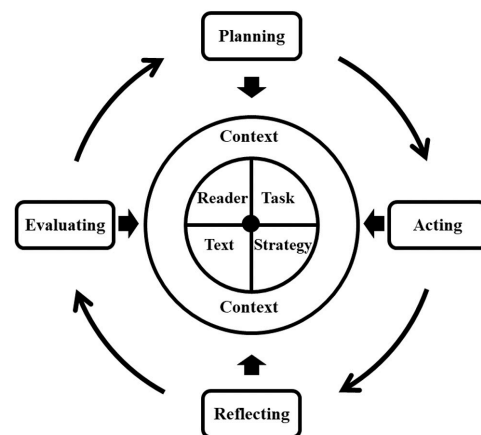 Planning
Context
Reader Task
Evaluating
Acting
Text Strategy
Context
Reflecting